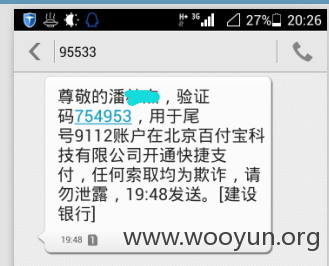 H+ 3G 27% 20:26
95533
尊敬的潘，验证
码754953，用于尾
号9112账户在北京百付宝科
技有限公司开通快捷支
付，任何索取均为欺诈，请
勿泄露，19:48发送。[建设
银行]
19:48 1
www.wooyun.org